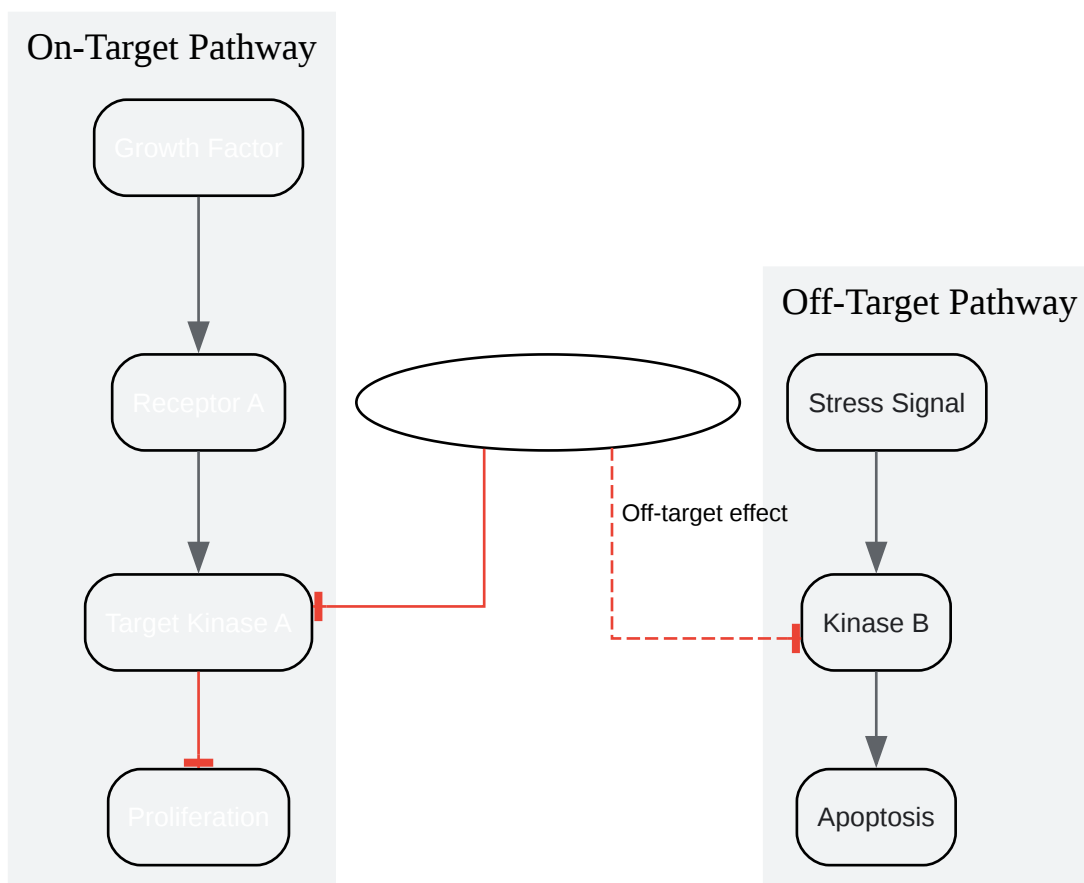 On-Target Pathway
Growth Factor
Receptor A
Target Kinase A
Proliferation
Off-target effect
Off-Target Pathway
Stress Signal
Kinase B
Apoptosis